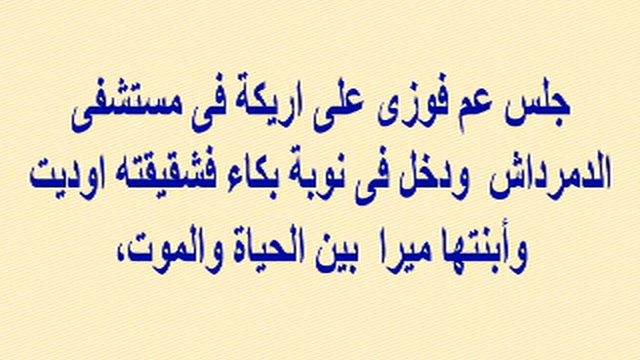 جلس عم فوزى على اريكة فى مستشفى
الدمرداش ودخل فى نوبة بكاء فشقيقته اوديت
وأبنتها ميرا بين الحياة والموت،